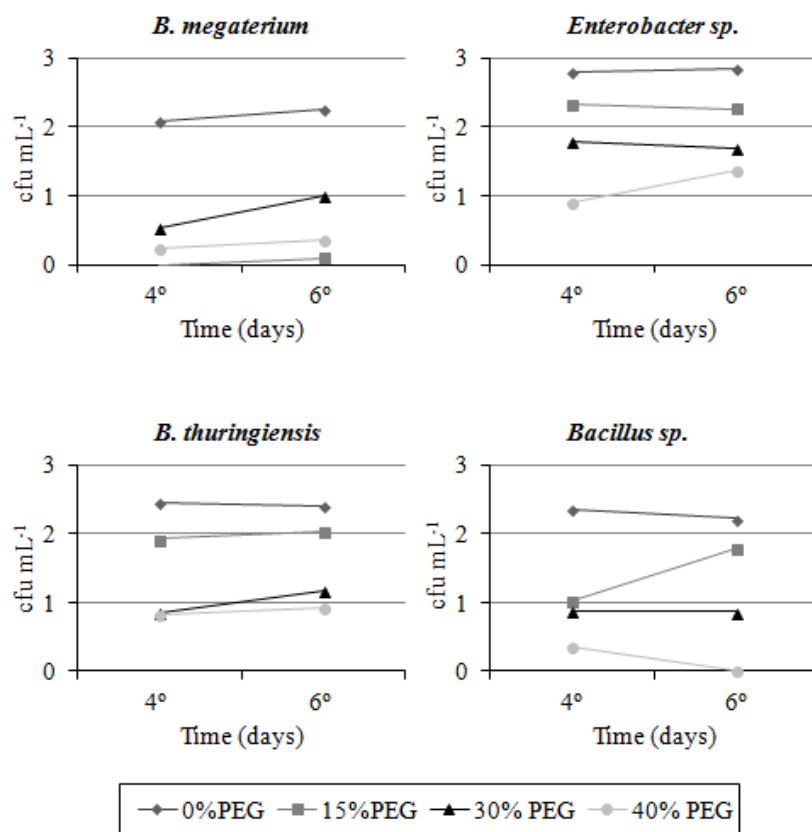 B. megaterium
3
2
1
0
cfu mL-1
4º 6º
Time (days)
Enterobacter sp.
3
2
1
0
cfu mL-1
4º 6º
Time (days)
B. thuringiensis
3
2
1
0
cfu mL-1
4º 6º
Time (days)
Bacillus sp.
3
2
1
0
cfu mL-1
4º 6º
Time (days)
0%PEG 15%PEG 30% PEG 40% PEG